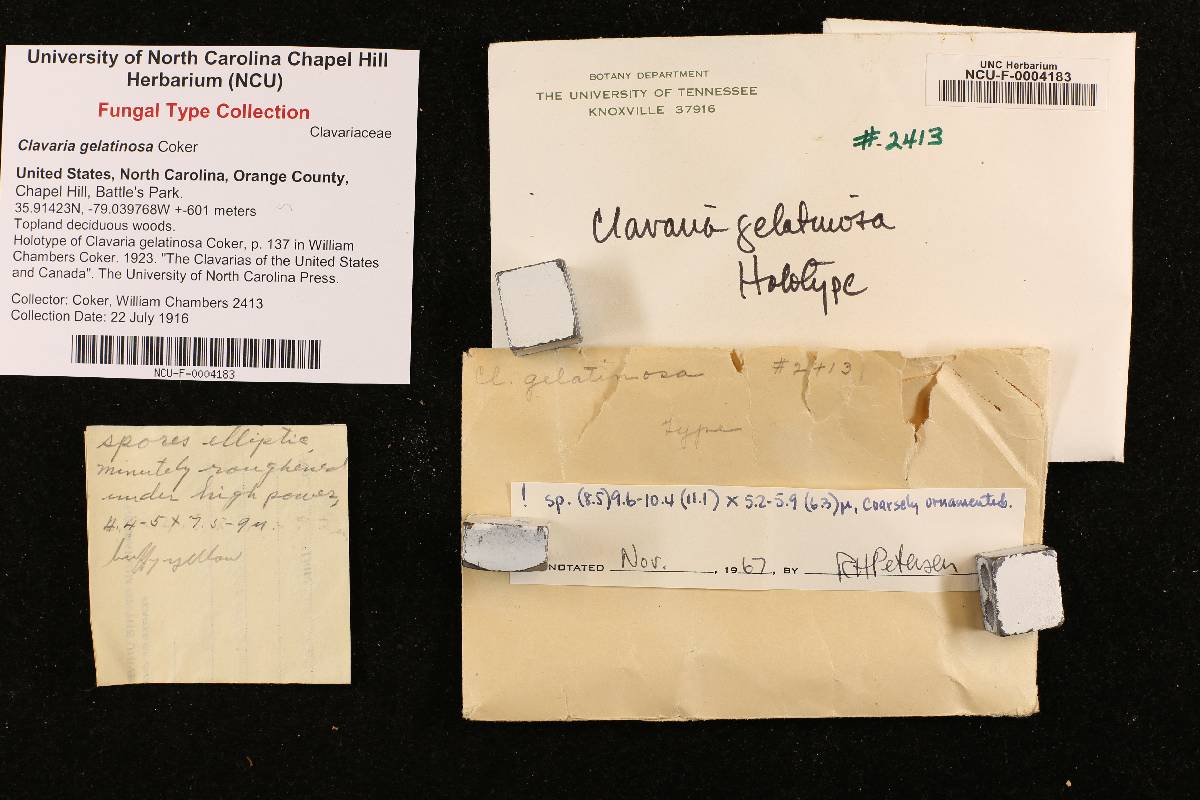 University of North Carolina Chapel Hill
Herbarium (NCU)
Fungal Type Collection
Clavariaceae
Clavaria gelatinosa Coker
United States, North Carolina, Orange County,
Chapel Hill, Battle's Park.
35.91423N, -79.039768W +-601 meters
Topland deciduous woods.
Holotype of Clavaria gelatinosa Coker, p. 137 in William
Chambers Coker. 1923. "The Clavarias of the United States
and Canada". The University of North Carolina Press.
Collector: Coker, William Chambers 2413
Collection Date: 22 July 1916
NCU-F-0004183
BOTANY DEPARTMENT
THE UNIVERSITY OF TENNESSEE
KNOXVILLE 37916
UNC Herbarium
NCU-F-0004183
#2413
Clavaria gelatinosa
Holotype
Cl. gelatinosa #2413
Type
! sp. (8.5)9.6-10.4(11.1) x 5.2-5.9 (6.3)μ, coarsely ornamented.
NOTATED Nov. , 1967, BY RHPetersen
spores elliptic,
minutely roughened
under high power,
4.4-5 x 7.5-9 μ.
buffy yellow